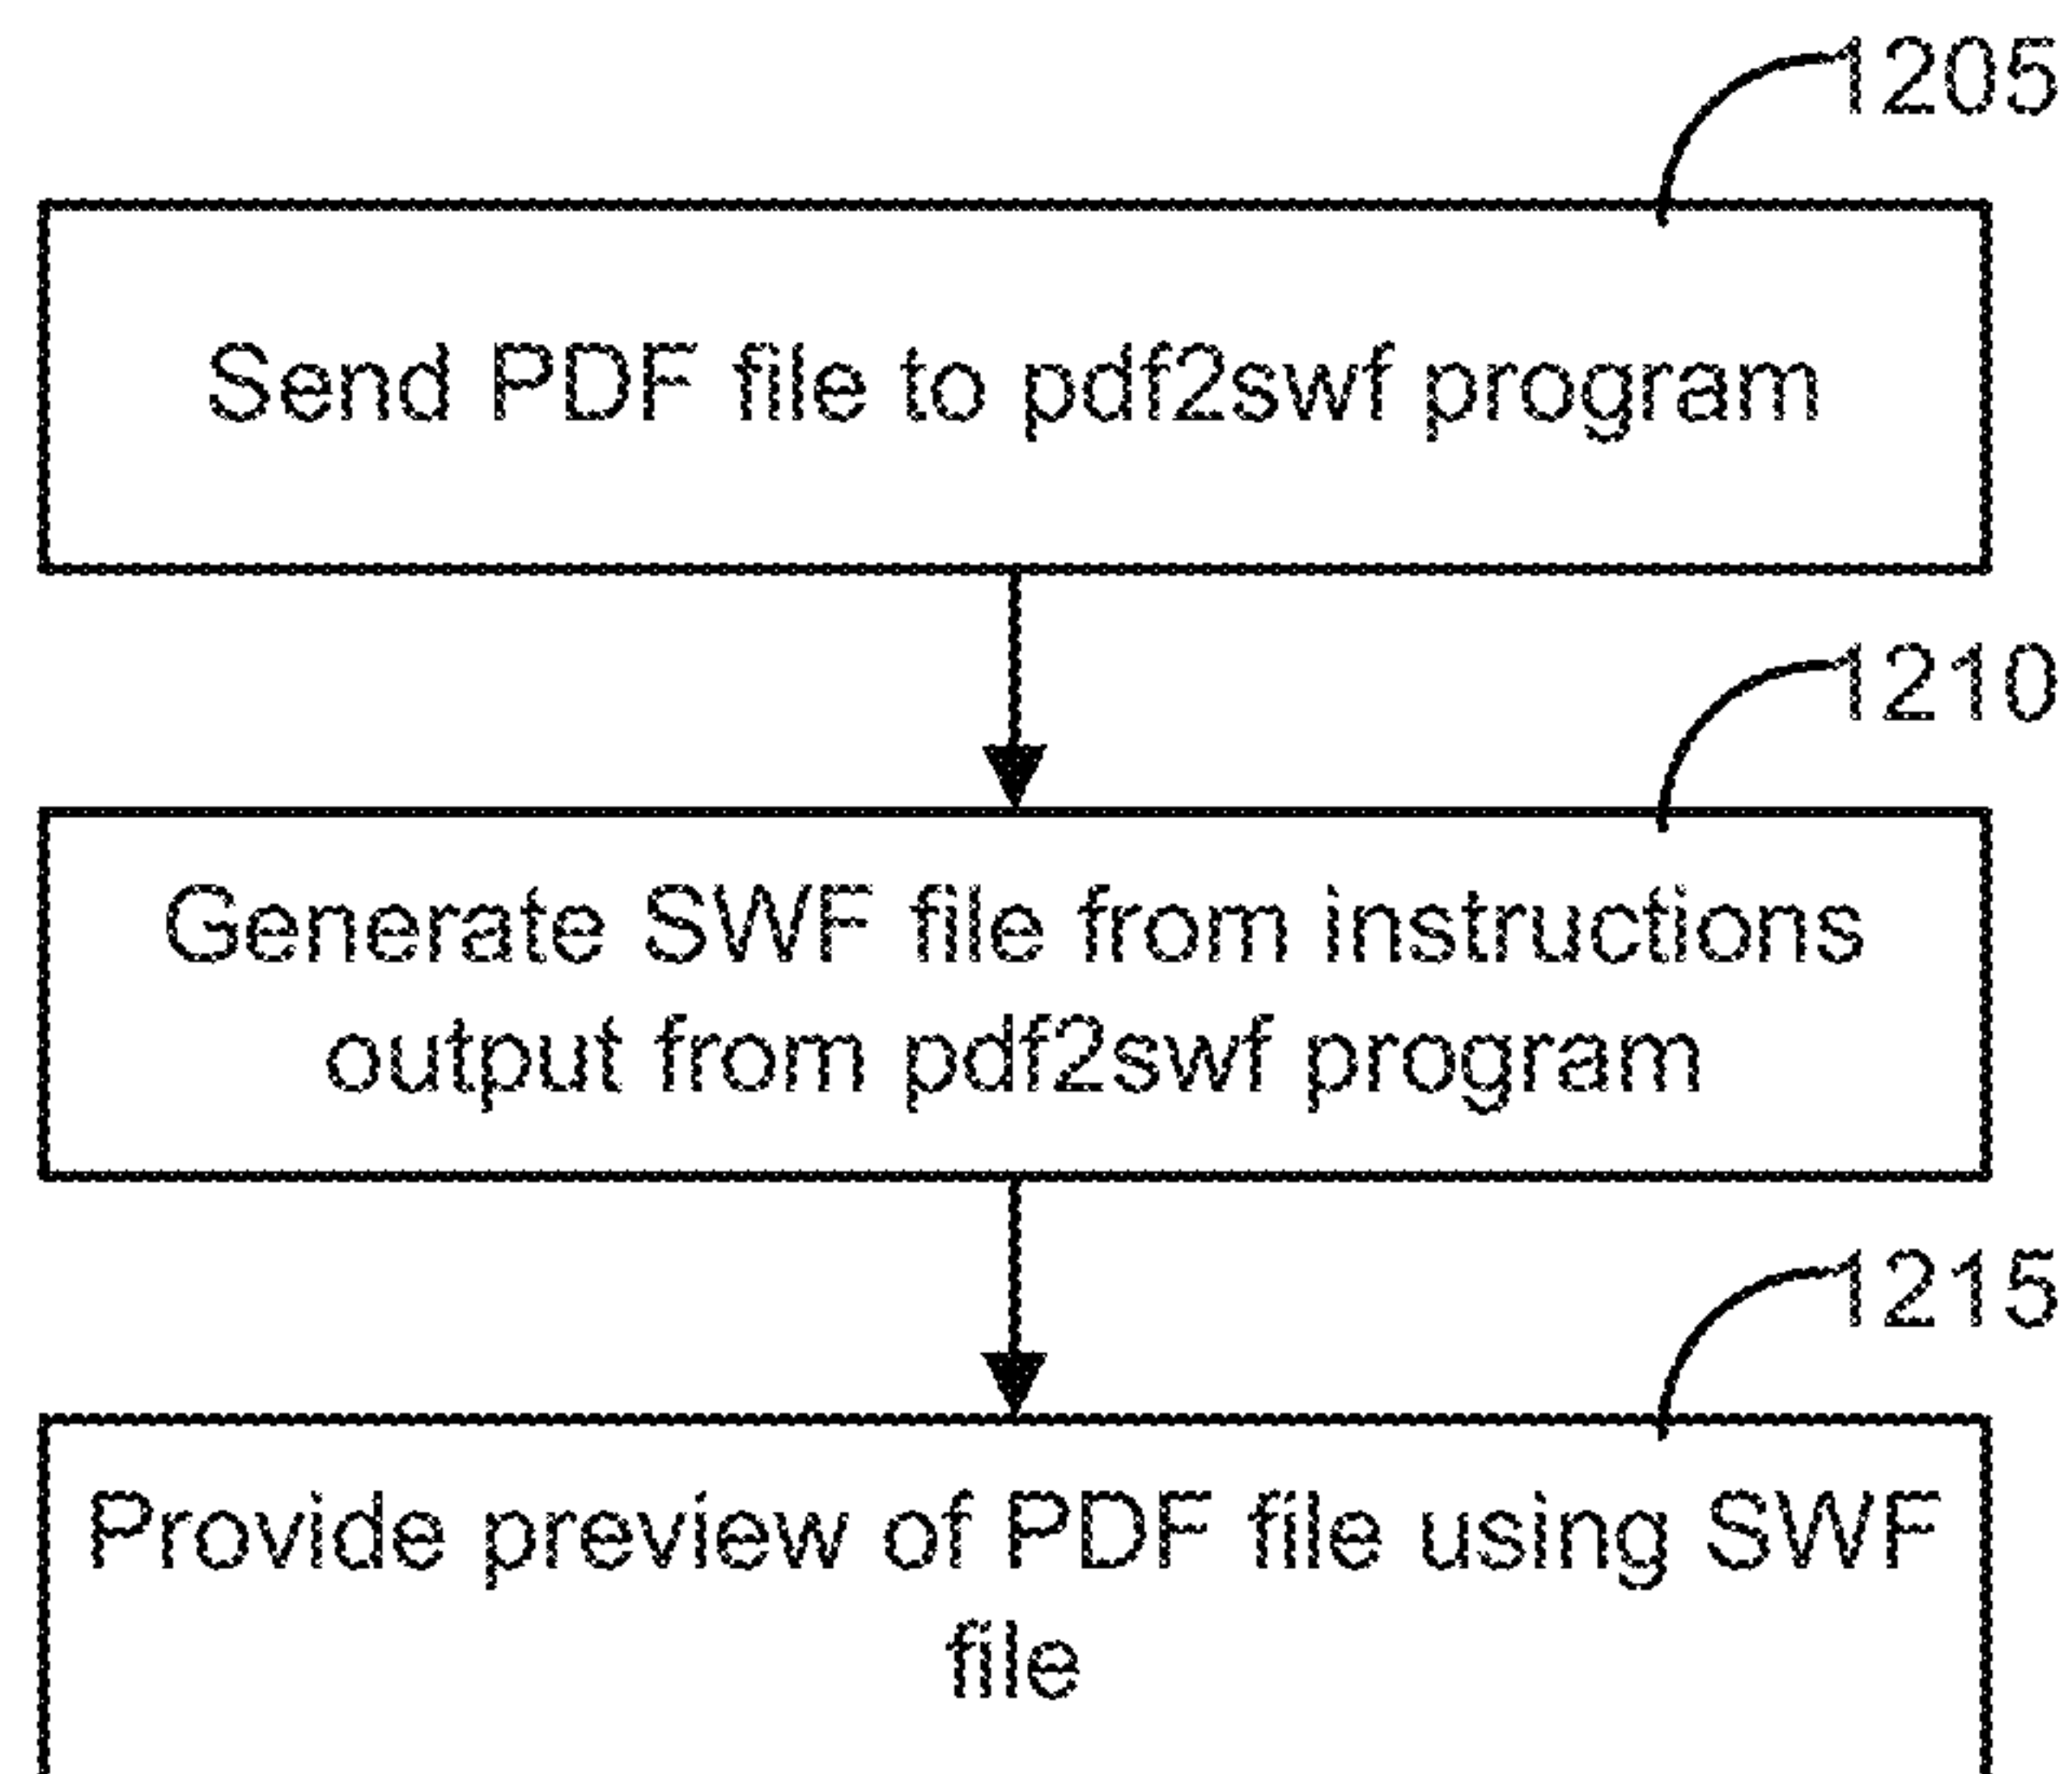 1205
Send PDF file to pdf2swf program
1210
Generate SWF file from instructions
output from pdf2swf program
1215
Provide preview of PDF file using SWF
file